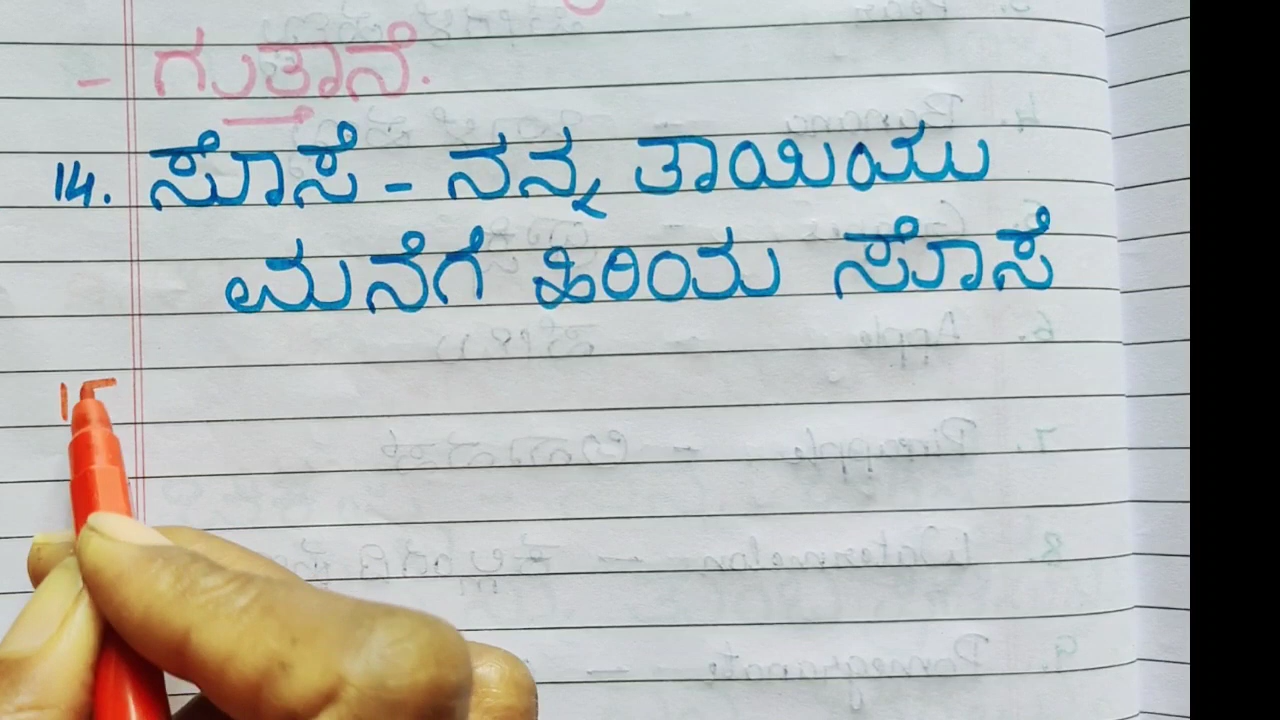 - ಗುತ್ತಾನೆ.
14. ಸೊಸೆ - ನನ್ನ ತಾಯಿಯು
ಮನೆಗೆ ಹಿರಿಯ ಸೊಸೆ